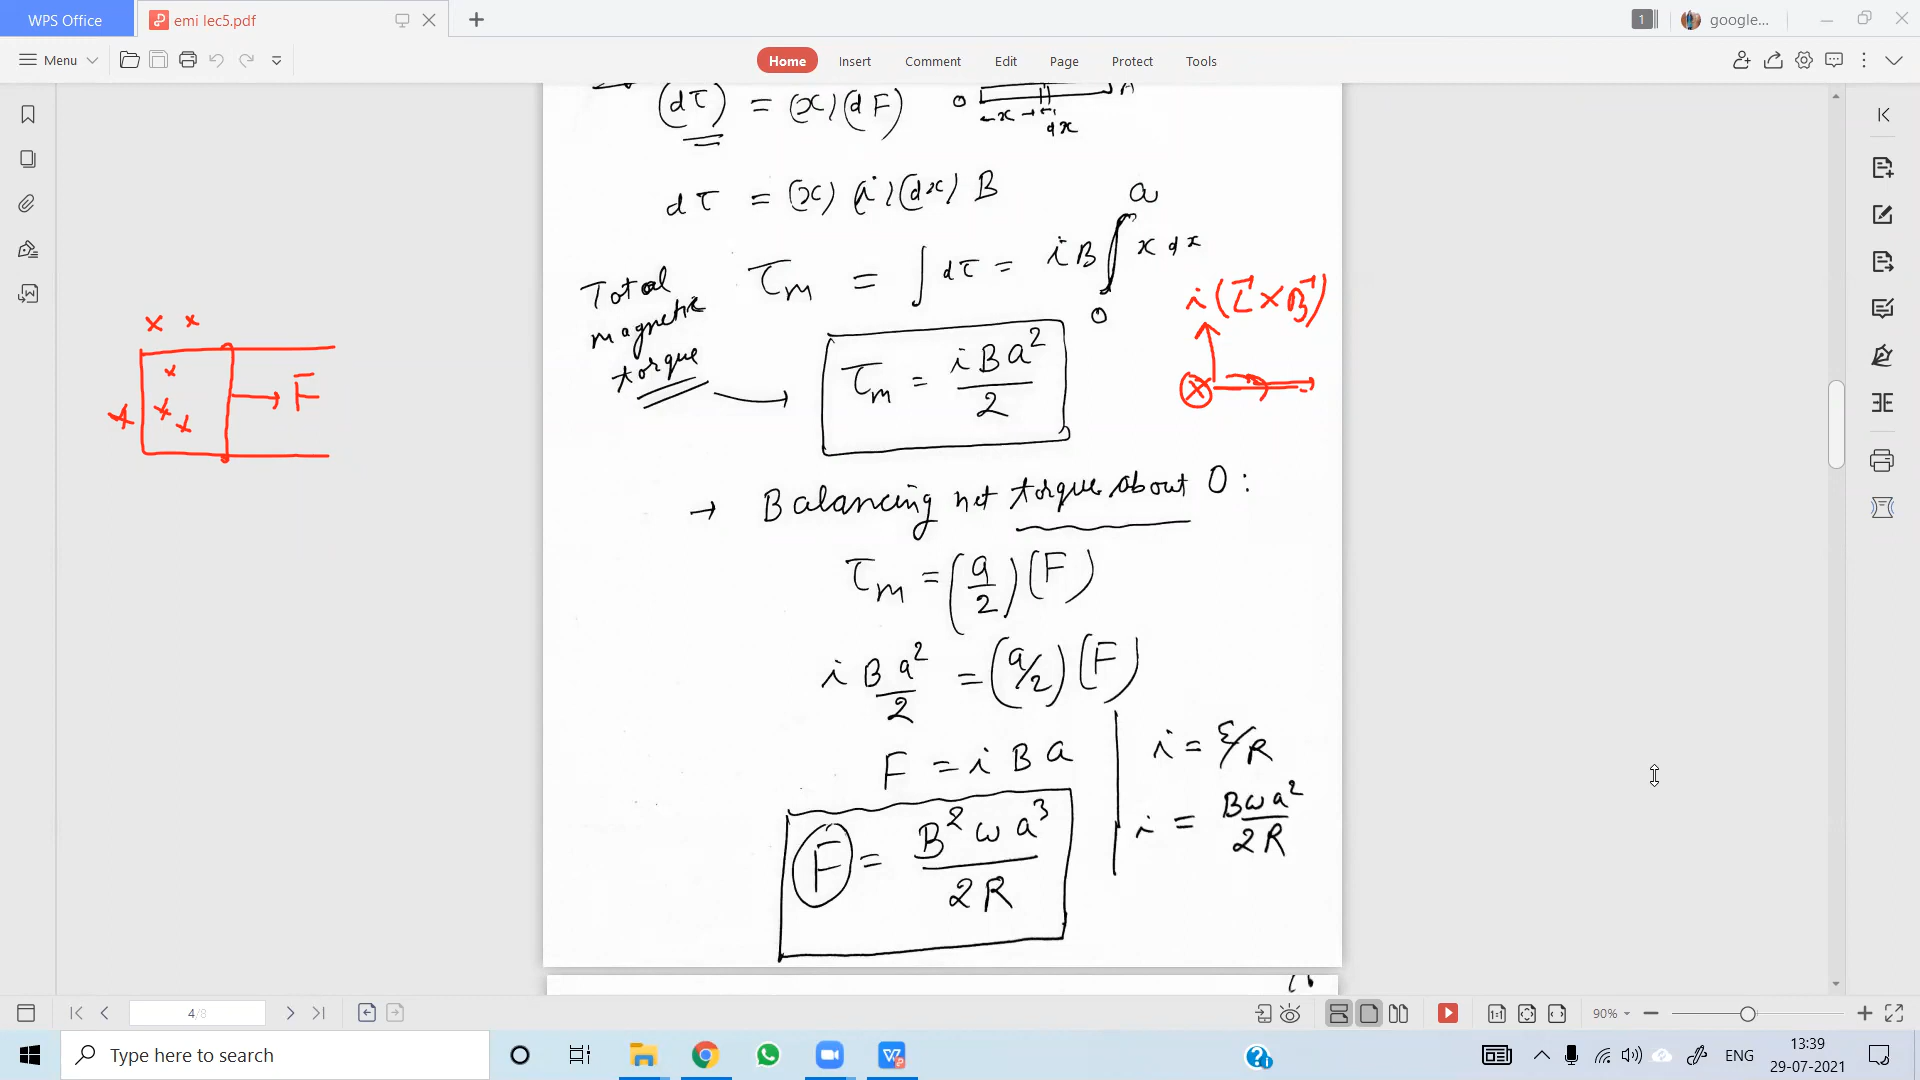 WPS Office
emi lec5.pdf
1
google...
Menu
Home Insert Comment Edit Page Protect Tools
(dτ) = (x)(dF)
O A
x
dx
dτ = (x)(i)(dx) B
Total magnetic torque
τm = ∫dτ = iB ∫ x dx
a
0
i(L×B)
τm = iBa²/2
F
→ Balancing net torque about O :
τm = (a/2)(F)
iBa²/2 = (a/2)(F)
F = iBa
i = ε/R
i = Bωa²/2R
F = B²ωa³/2R
4/8
90%
Type here to search
ENG
13:39
29-07-2021